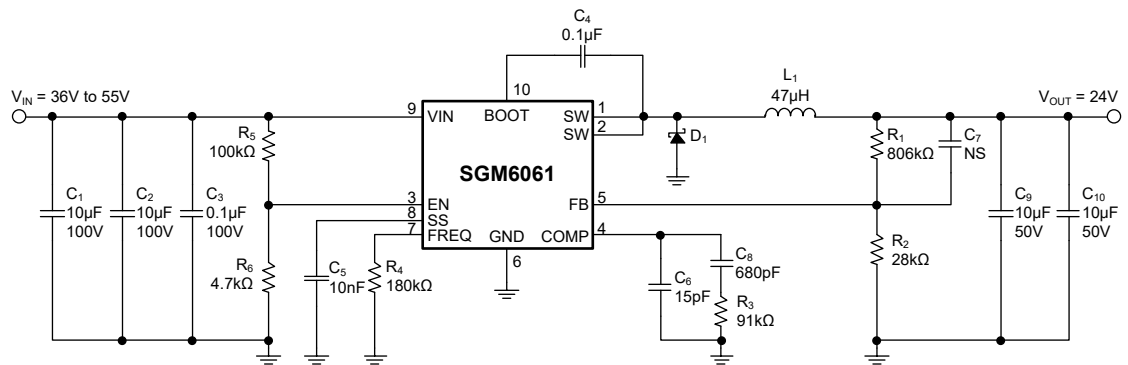 C4
0.1μF
L1
47μH
VIN = 36V to 55V
VOUT = 24V
10
9
VIN
BOOT
SW
1
SW
2
D1
R5
100kΩ
R1
806kΩ
C7
NS
SGM6061
C1
10μF
100V
C2
10μF
100V
C3
0.1μF
100V
3
EN
8
SS
7
FREQ
GND
6
FB
5
COMP
4
C9
10μF
50V
C10
10μF
50V
R6
4.7kΩ
C5
10nF
R4
180kΩ
C6
15pF
C8
680pF
R3
91kΩ
R2
28kΩ